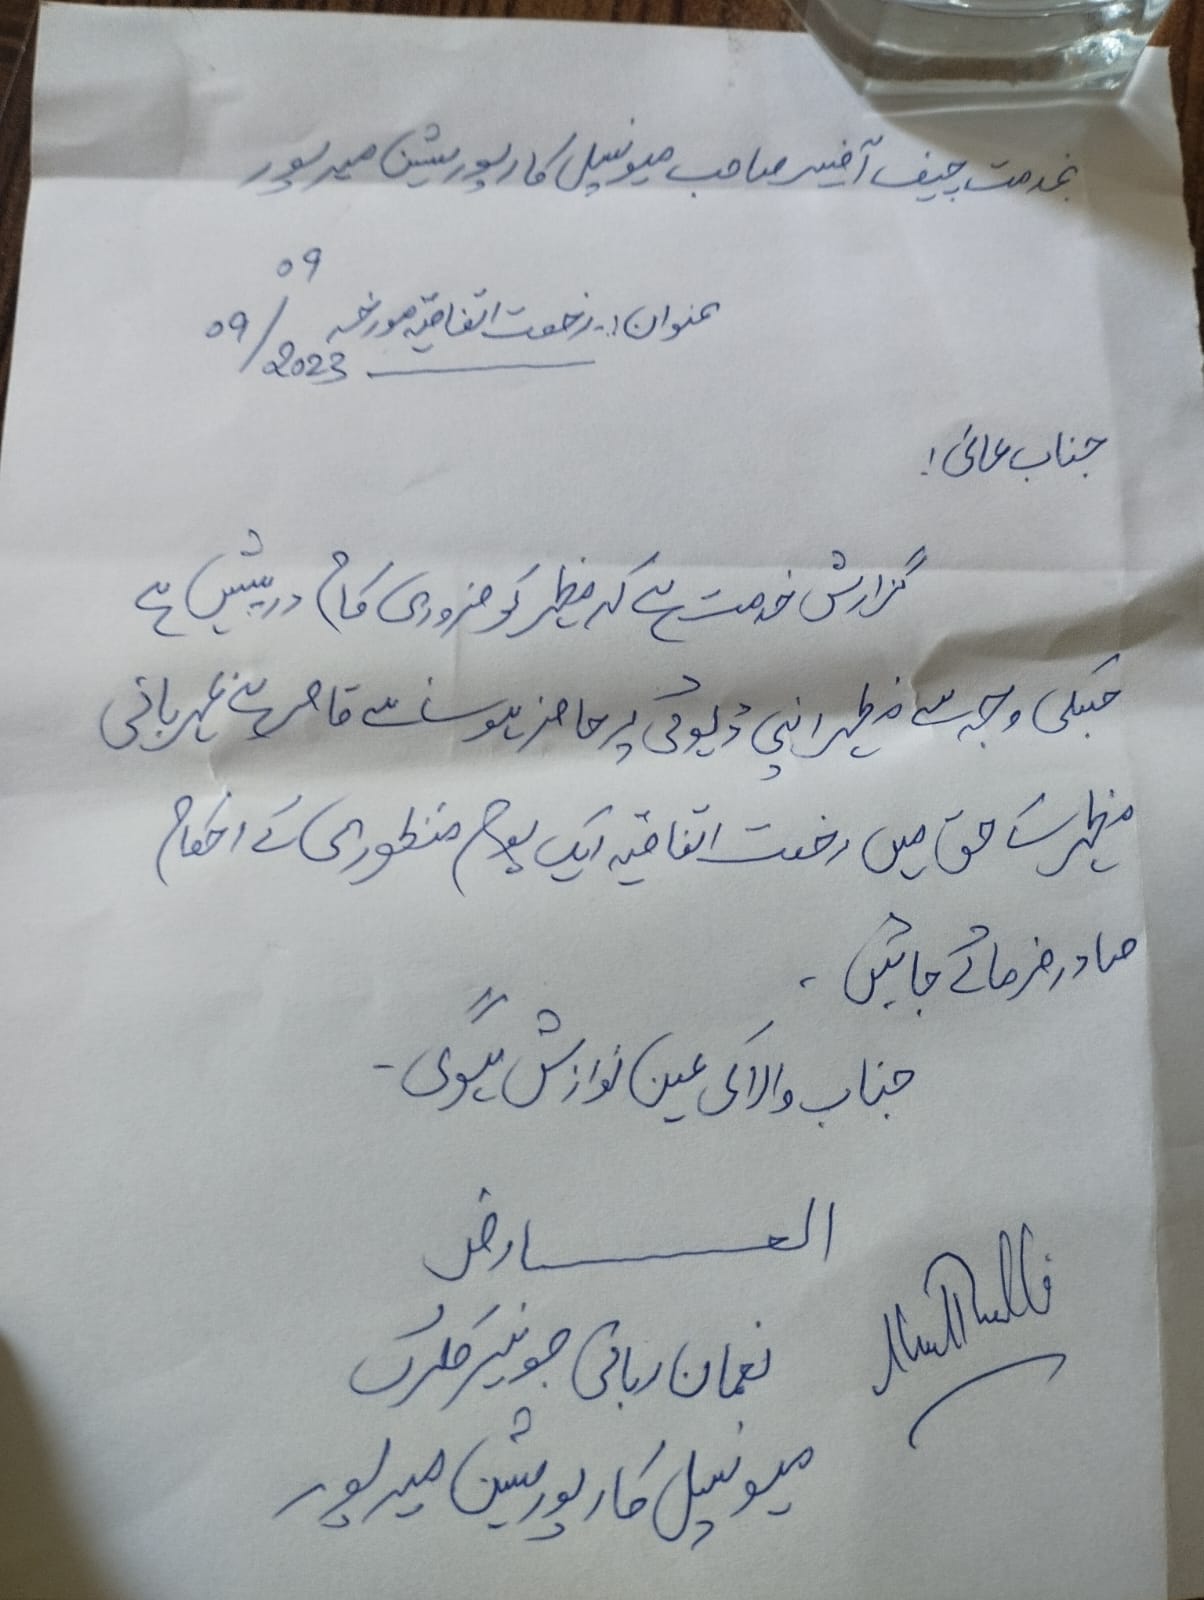 بخدمت چیف آفیسر صاحب میونسپل کارپوریشن میرپور
عنوان:۔ رخصت اتفاقیہ مورخہ 09/09/2023
جناب عالی!
گزارش خدمت ہے کہ مظہر کو ضروری کام درپیش ہے
جسکی وجہ سے مظہر اپنی ڈیوٹی پر حاضر ہونے سے قاصر ہے مہربانی
مظہر کے حق میں رخصت اتفاقیہ ایک یوم منظوری کے احکام
صادر فرمائے جائیں ۔
جناب والا کی عین نوازش ہوگی ۔
العارض
نعمان ربانی جونیئر کلرک
میونسپل کارپوریشن میرپور